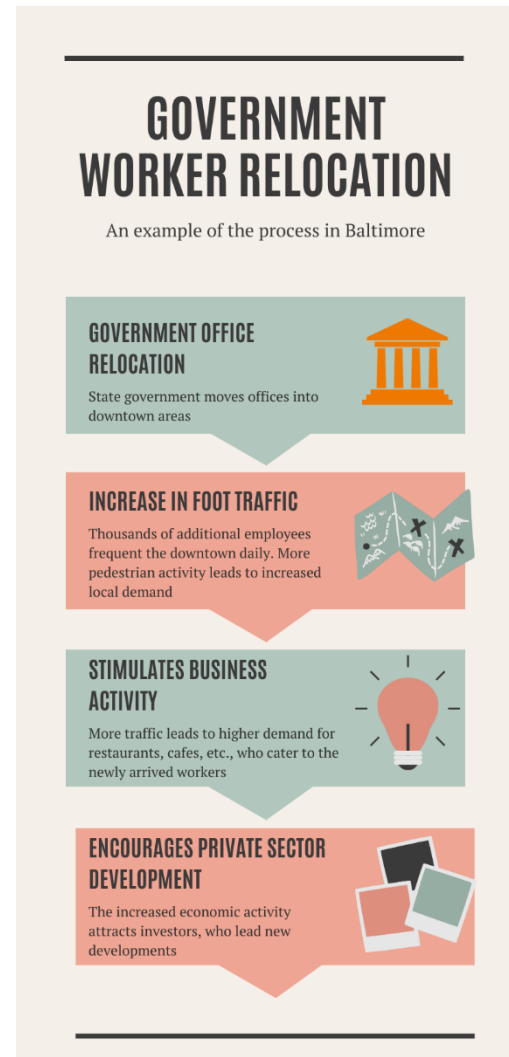 GOVERNMENT
WORKER RELOCATION
An example of the process in Baltimore
GOVERNMENT OFFICE
RELOCATION
State government moves offices into
downtown areas
INCREASE IN FOOT TRAFFIC
Thousands of additional employees
frequent the downtown daily. More
pedestrian activity leads to increased
local demand
STIMULATES BUSINESS
ACTIVITY
More traffic leads to higher demand for
restaurants, cafes, etc., who cater to the
newly arrived workers
ENCOURAGES PRIVATE SECTOR
DEVELOPMENT
The increased economic activity
attracts investors, who lead new
developments